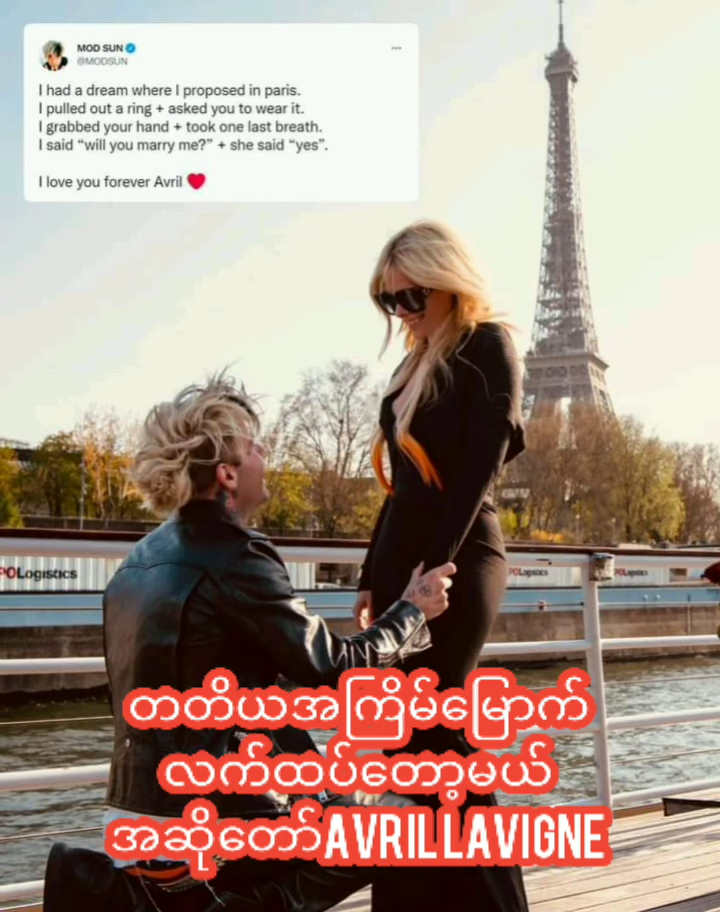 MOD SUN
@MODSUN
I had a dream where I proposed in paris.
I pulled out a ring + asked you to wear it.
I grabbed your hand + took one last breath.
I said “will you marry me?” + she said “yes”.
I love you forever Avril ❤️
POLogistics
POLogistics
POLogistics
တတိယအကြိမ်မြောက်
လက်ထပ်တော့မယ်
အဆိုတော်AVRIL LAVIGNE